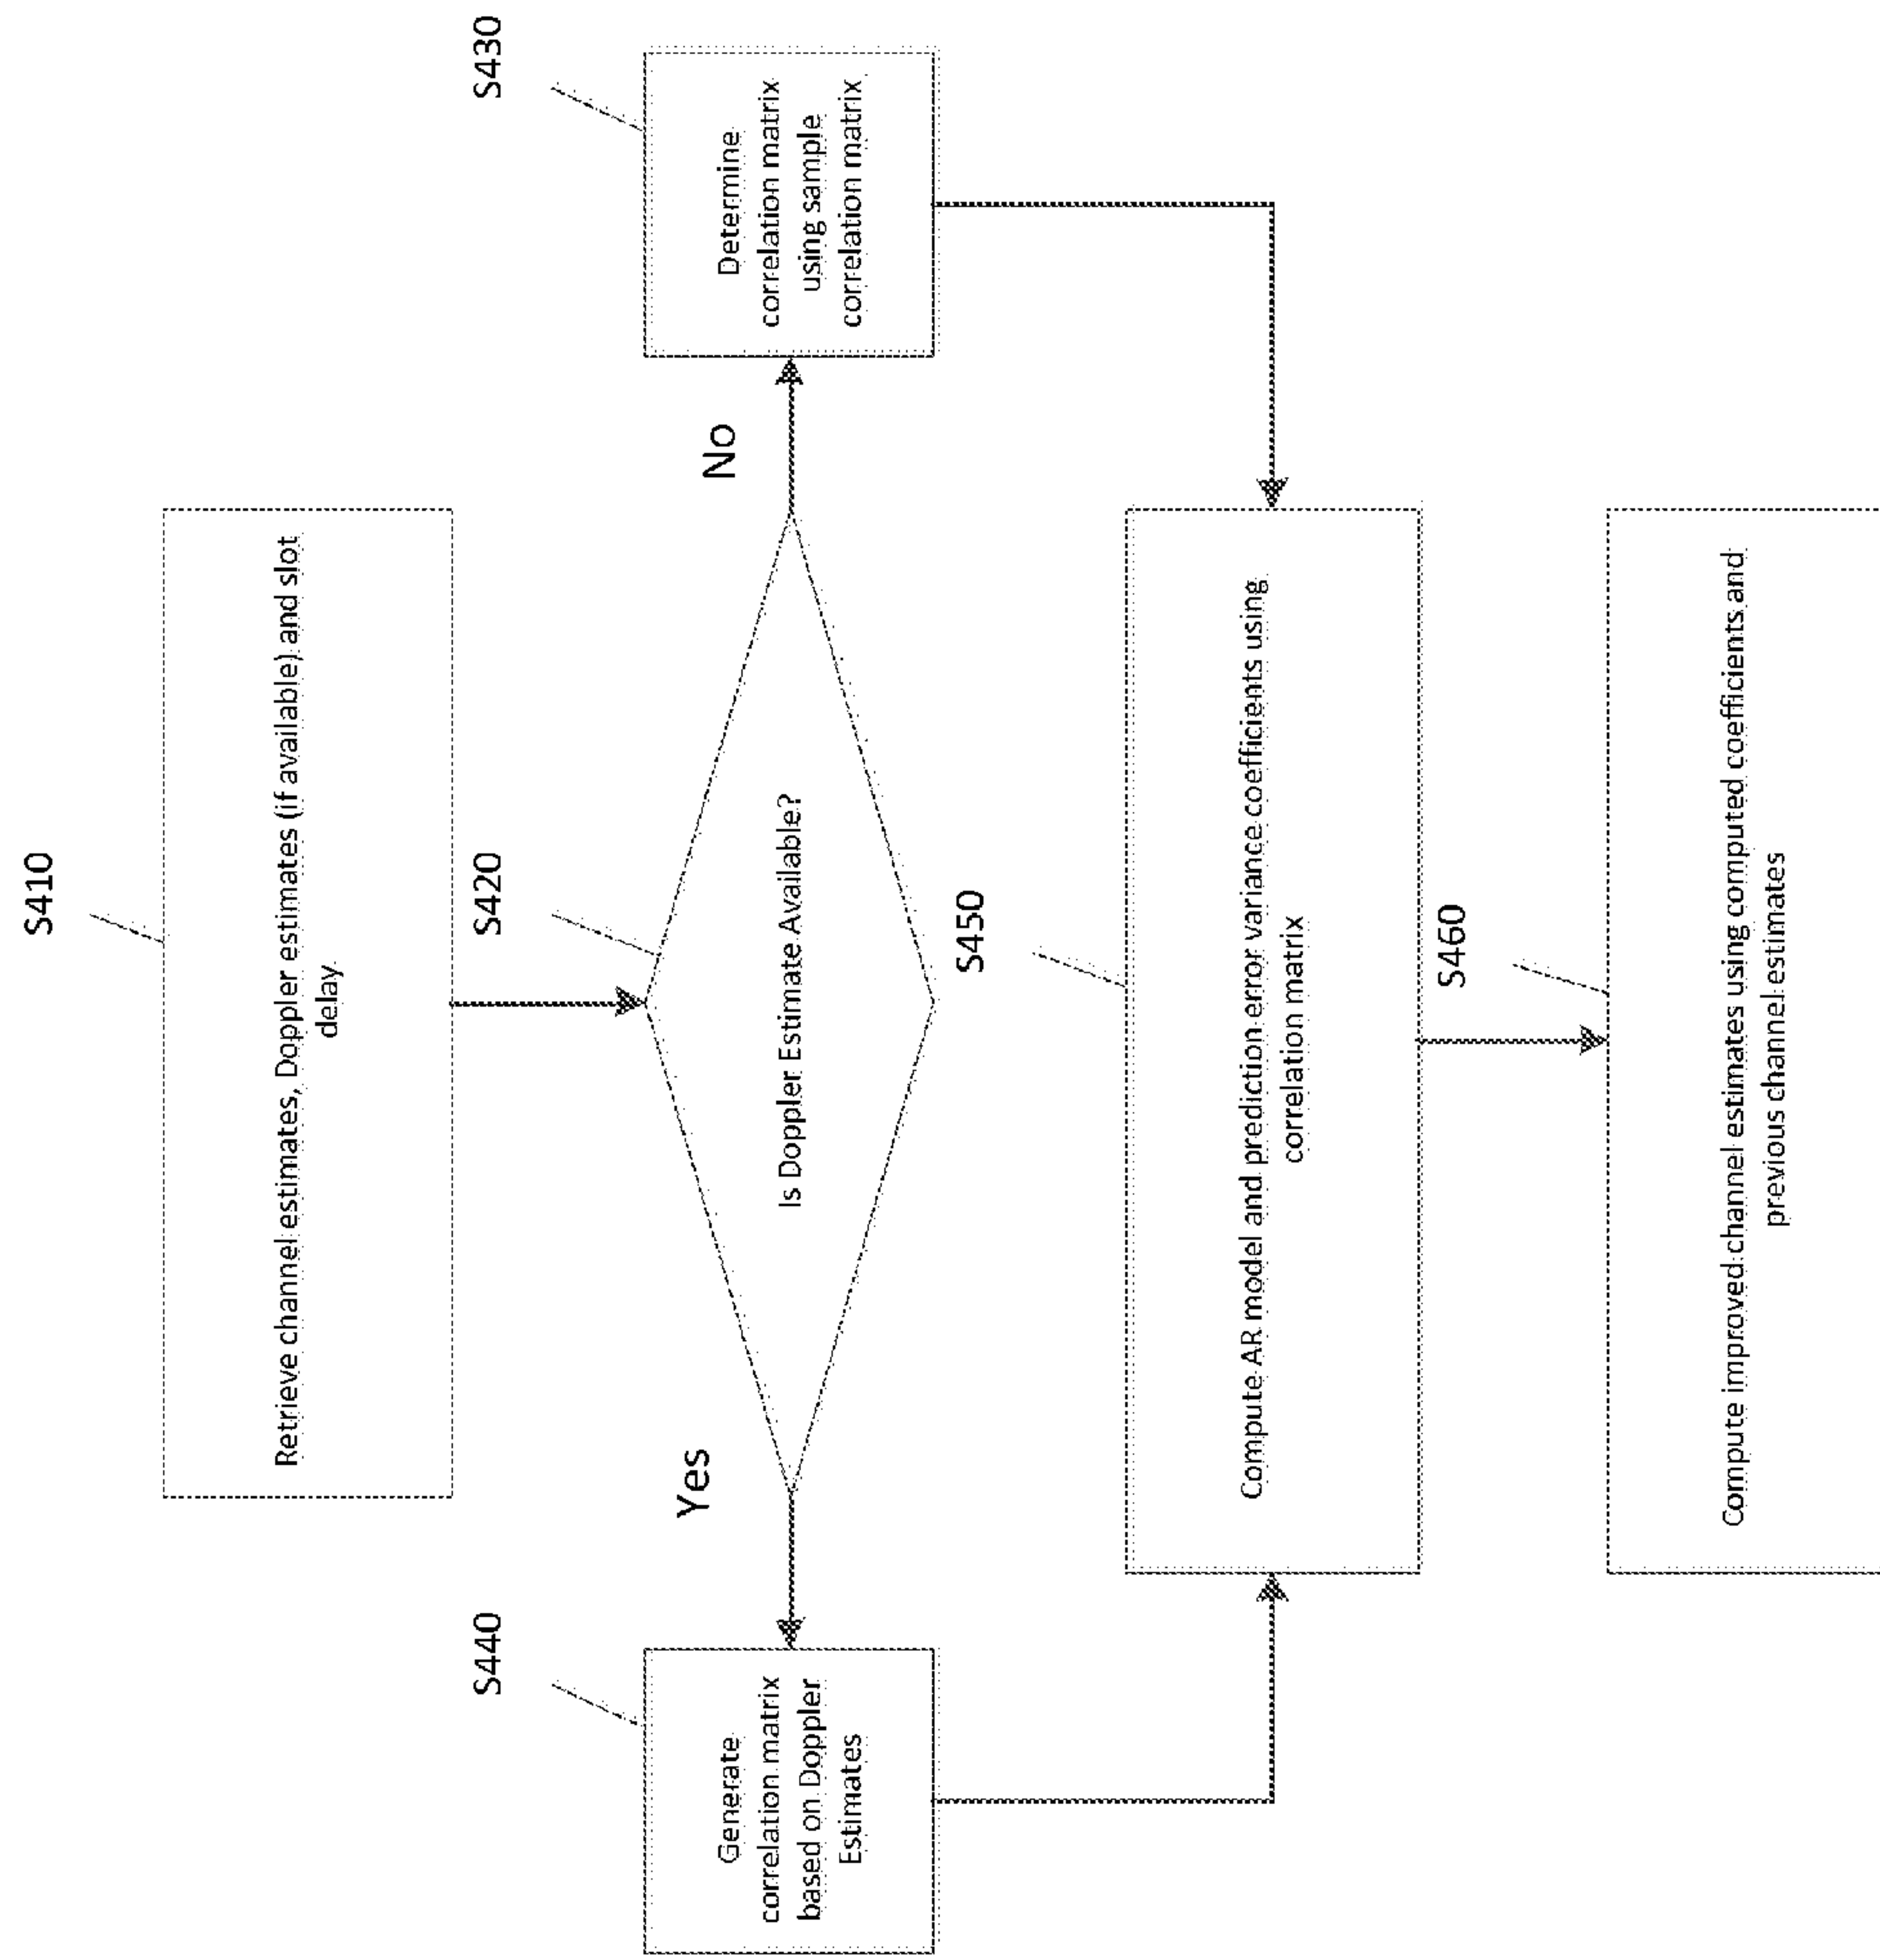 S410
Retrieve channel estimates, Doppler estimates (if available) and slot
delay
S420
Is Doppler Estimate Available?
Yes
No
S440
Generate
correlation matrix
based on Doppler
Estimates
S430
Determine
correlation matrix
using sample
correlation matrix
S450
Compute AR model and prediction error variance coefficients using
correlation matrix
S460
Compute improved channel estimates using computed coefficients and
previous channel estimates